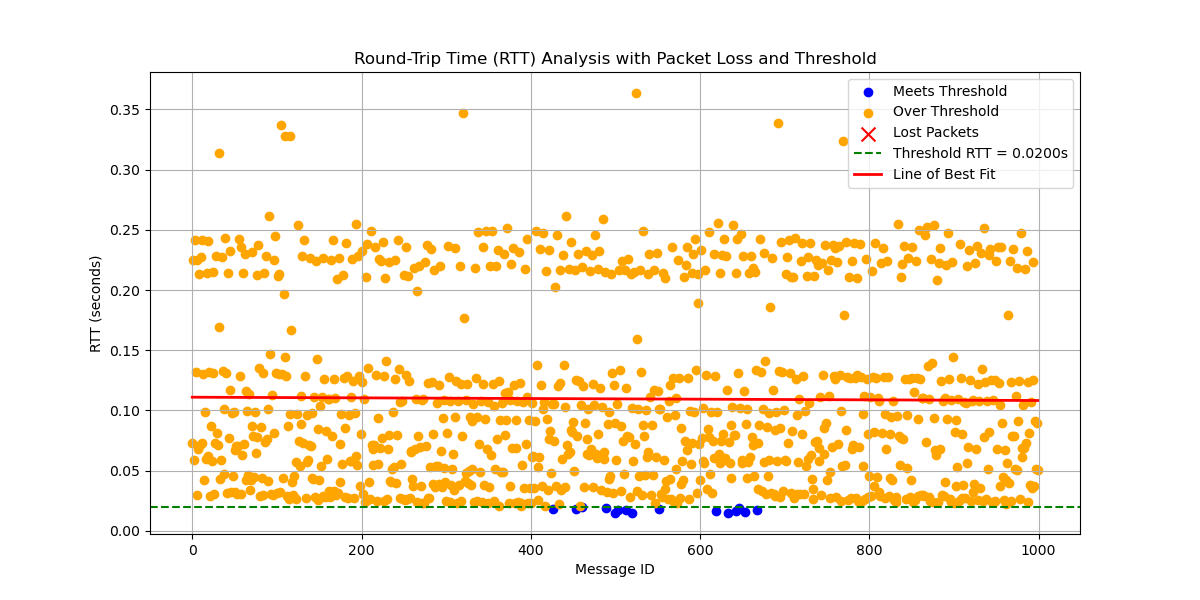 Round-Trip Time (RTT) Analysis with Packet Loss and Threshold
Meets Threshold
Over Threshold
Lost Packets
Threshold RTT = 0.0200s
Line of Best Fit
RTT (seconds)
0.35
0.30
0.25
0.20
0.15
0.10
0.05
0.00
0 200 400 600 800 1000
Message ID